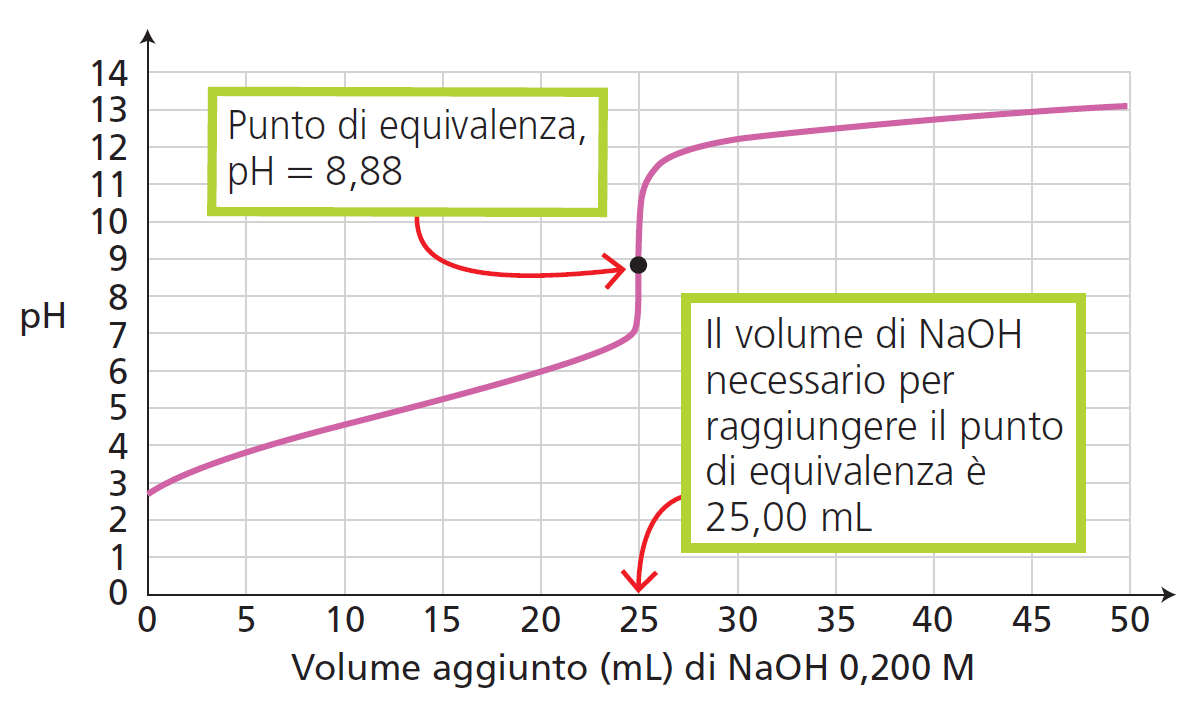 14
13
12
11
10
9
8
7
6
5
4
3
2
1
0
pH
Punto di equivalenza,
pH = 8,88
Il volume di NaOH
necessario per
raggiungere il punto
di equivalenza è
25,00 mL
0 5 10 15 20 25 30 35 40 45 50
Volume aggiunto (mL) di NaOH 0,200 M